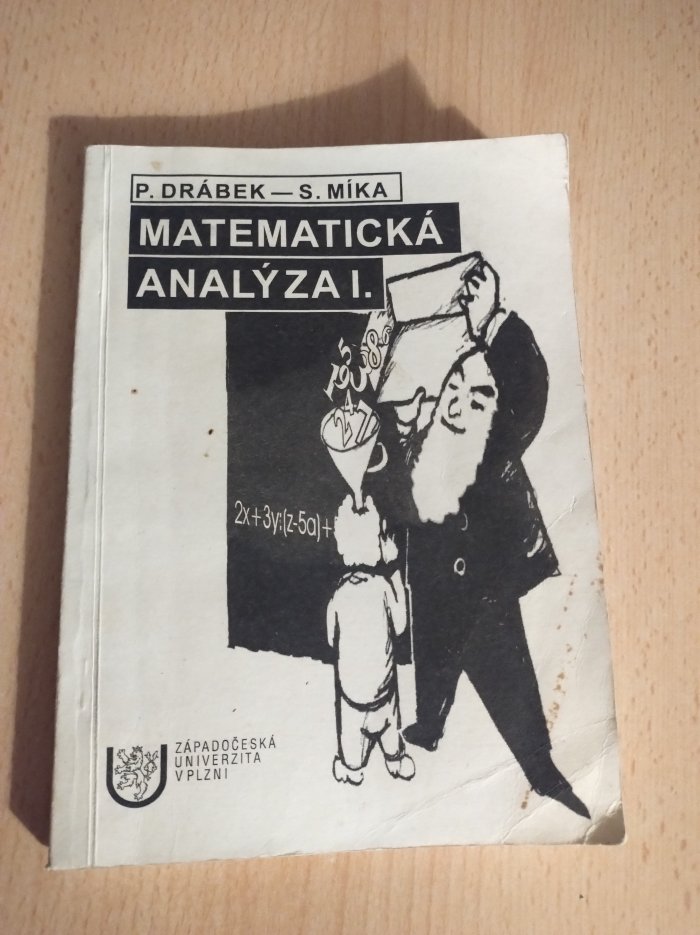 P. DRÁBEK — S. MÍKA
MATEMATICKÁ
ANALÝZA I.
2x+3y:(z-5a)+
ZÁPADOČESKÁ
UNIVERZITA
V PLZNI